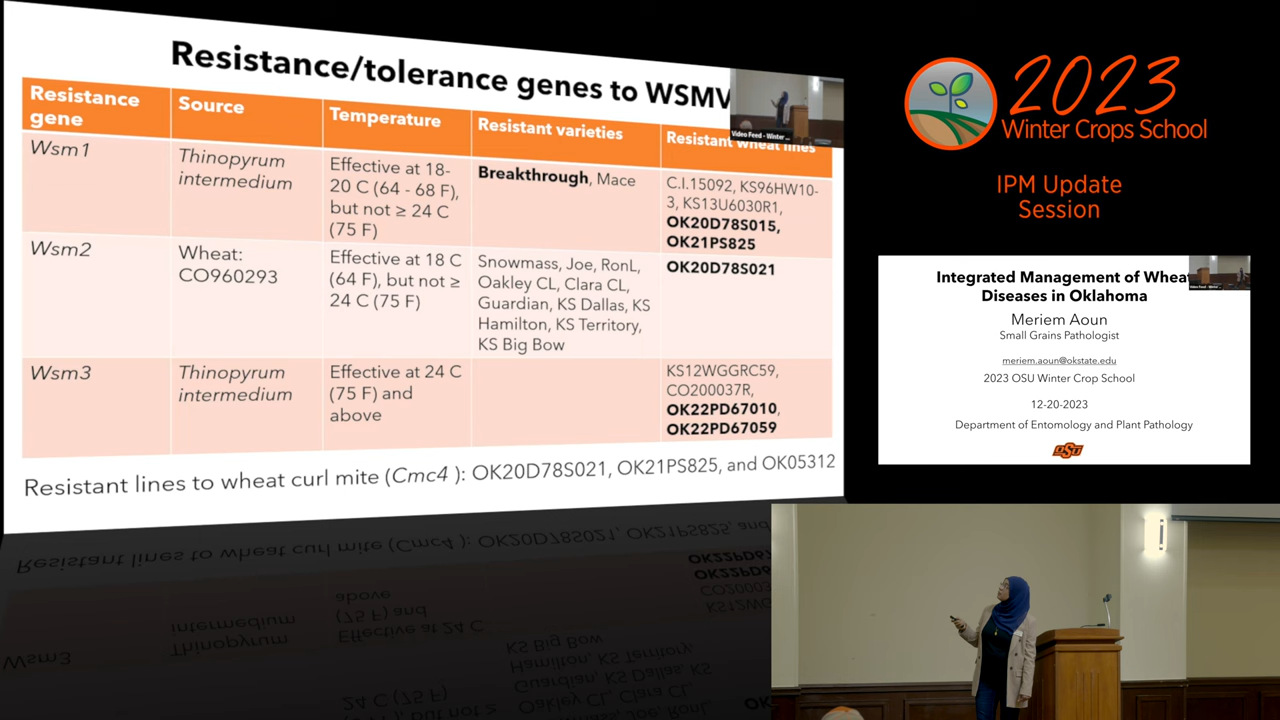 Resistance/tolerance genes to WSMV
Resistance
gene
Source
Temperature
Resistant varieties
Resistant wheat lines
Wsm1
Thinopyrum
intermedium
Effective at 18-
20 C (64 - 68 F),
but not ≥ 24 C
(75 F)
Breakthrough, Mace
C.I.15092, KS96HW10-
3, KS13U6030R1,
OK20D78S015,
OK21PS825
Wsm2
Wheat:
CO960293
Effective at 18 C
(64 F), but not ≥
24 C (75 F)
Snowmass, Joe, RonL,
Oakley CL, Clara CL,
Guardian, KS Dallas, KS
Hamilton, KS Territory,
KS Big Bow
OK20D78S021
Wsm3
Thinopyrum
intermedium
Effective at 24 C
(75 F) and
above
KS12WGGRC59,
CO200037R,
OK22PD67010,
OK22PD67059
Resistant lines to wheat curl mite (Cmc4 ): OK20D78S021, OK21PS825, and OK05312
Video Feed - Winter ...
2023
Winter Crops School
IPM Update
Session
Integrated Management of Wheat
Diseases in Oklahoma
Meriem Aoun
Small Grains Pathologist
meriem.aoun@okstate.edu
2023 OSU Winter Crop School
12-20-2023
Department of Entomology and Plant Pathology
OSU